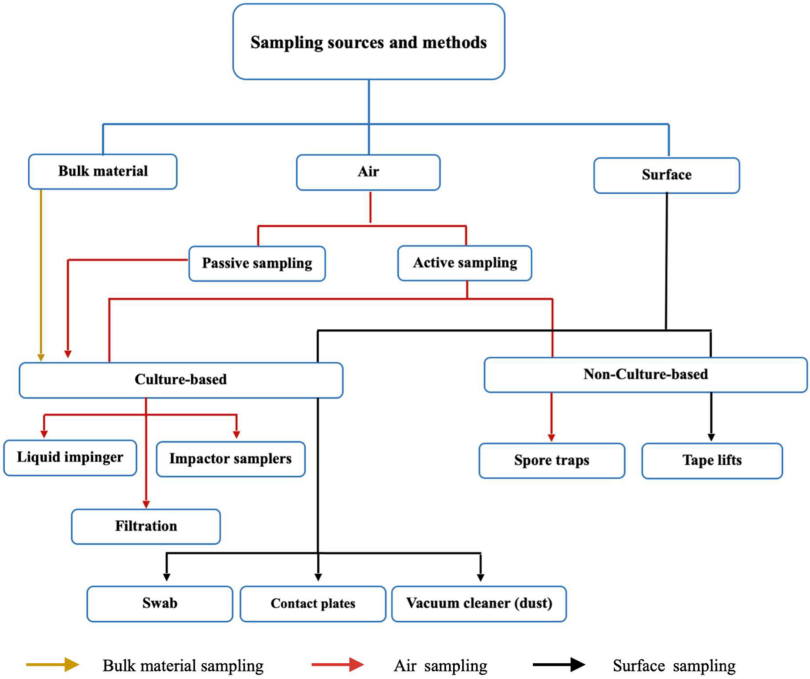 Sampling sources and methods
Bulk material
Air
Surface
Passive sampling
Active sampling
Culture-based
Non-Culture-based
Liquid impinger
Impactor samplers
Spore traps
Tape lifts
Filtration
Swab
Contact plates
Vacuum cleaner (dust)
Bulk material sampling
Air sampling
Surface sampling